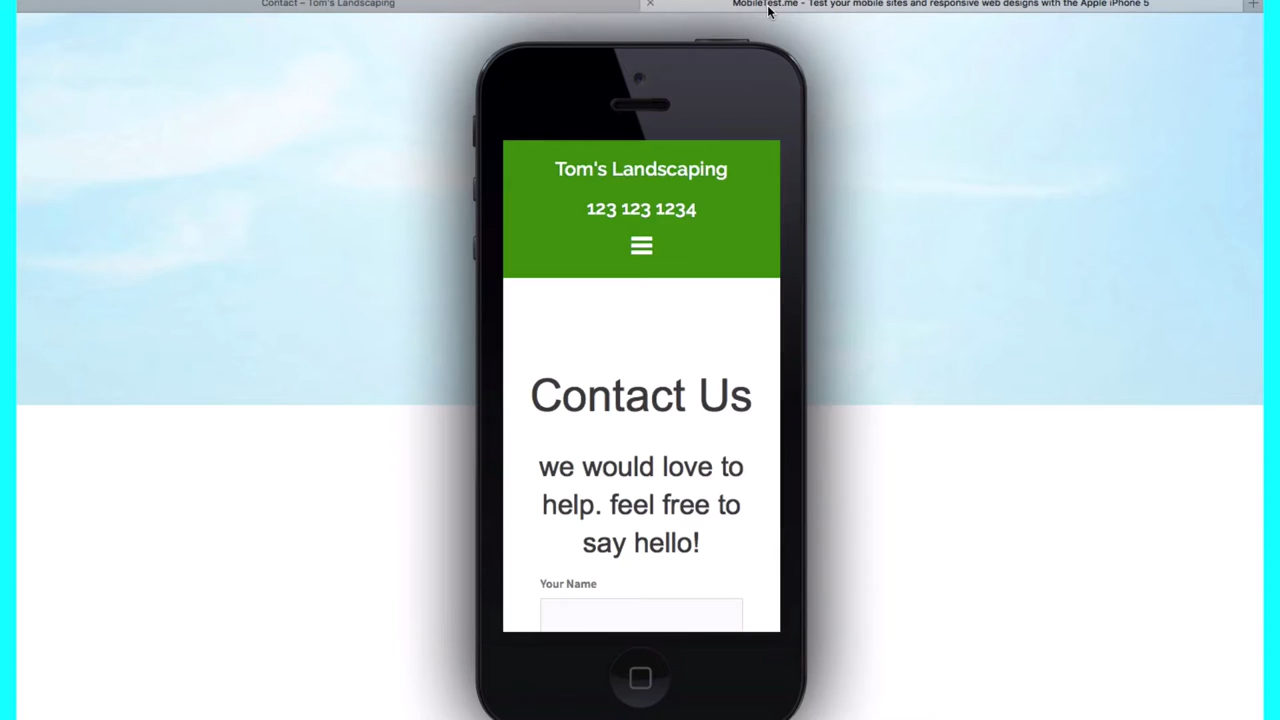 Contact – Tom's Landscaping
MobileTest.me - Test your mobile sites and responsive web designs with the Apple iPhone 5
Tom's Landscaping
123 123 1234
Contact Us
we would love to
help. feel free to
say hello!
Your Name